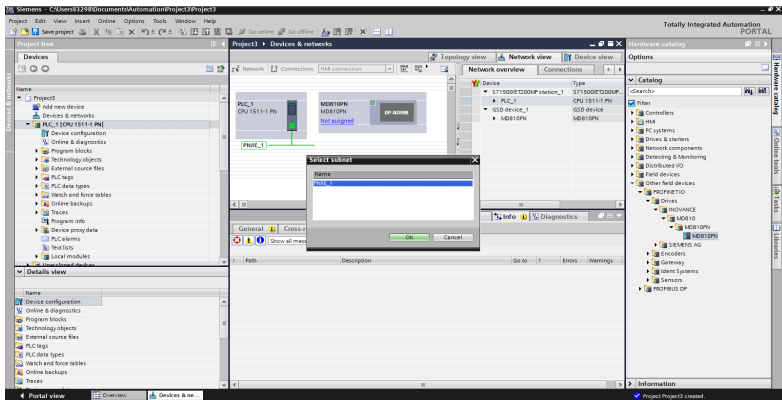 Siemens - C:\Users\3298\Documents\Automation\Project3\Project3
Project Edit View Insert Online Options Tools Window Help
Save project
Go online Go offline
Totally Integrated Automation
PORTAL
Project tree
Devices
Name
Project3
Add new device
Devices & networks
PLC_1 [CPU 1511-1 PN]
Device configuration
Online & diagnostics
Program blocks
Technology objects
External source files
PLC tags
PLC data types
Watch and force tables
Online backups
Traces
Program info
Device proxy data
PLC alarms
Text lists
Local modules
Details view
Name
Device configuration
Online & diagnostics
Program blocks
Technology objects
External source files
PLC tags
PLC data types
Watch and force tables
Online backups
Traces
Devices & networks
Project3 Devices & networks
Topology view Network view Device view
Network Connections HMI connection
PLC_1
CPU 1511-1 PN
MD810PN
MD810PN
Not assigned
DP-NORM
PN/IE_1
Network overview Connections
Device Type
S71500/ET200MP station_1 S71500/ET200MP...
PLC_1 CPU 1511-1 PN
GSD device_1 GSD device
MD810PN MD810PN
Select subnet
Name
PN/IE_1
OK Cancel
Info Diagnostics
General Cross-r
Show all mess
! Path Description Go to ? Errors Warnings
Hardware catalog
Options
Catalog
<Search>
Filter
Controllers
HMI
PC systems
Drives & starters
Network components
Detecting & Monitoring
Distributed I/O
Field devices
Other field devices
PROFINET IO
Drives
INOVANCE
MD810
MD810PN
MD810PN
SIEMENS AG
Encoders
Gateway
Ident Systems
Sensors
PROFIBUS DP
Information
Hardware catalog
Online tools
Tasks
Libraries
Portal view Overview Devices & ne...
Project Project3 created.